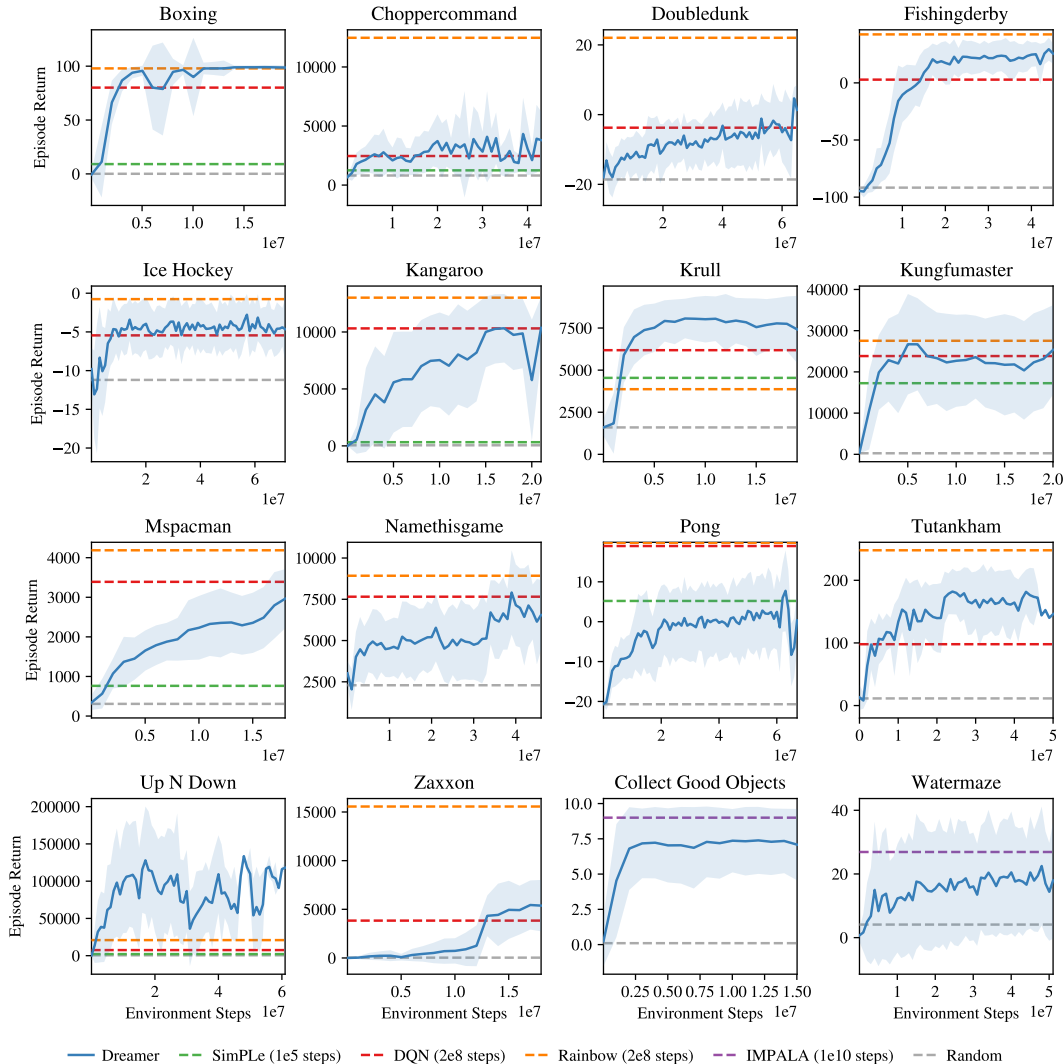 Boxing
Choppercommand
Doubledunk
Fishingderby
Episode Return
100
50
0
0.0
0.5
1.0
1.5
1e7
10000
5000
0
1
2
3
4
1e7
20
0
−20
2
4
6
1e7
0
−50
−100
1
2
3
4
1e7
Ice Hockey
Kangaroo
Krull
Kungfumaster
Episode Return
0
−5
−10
−15
−20
2
4
6
1e7
10000
5000
0
0.5
1.0
1.5
2.0
1e7
7500
5000
2500
0
0.5
1.0
1.5
1e7
40000
30000
20000
10000
0
0.5
1.0
1.5
2.0
1e7
Mspacman
Namethisgame
Pong
Tutankham
Episode Return
4000
3000
2000
1000
0
0.5
1.0
1.5
1e7
10000
7500
5000
2500
1
2
3
4
1e7
10
0
−10
−20
2
4
6
1e7
200
100
0
0
1
2
3
4
5
1e7
Up N Down
Zaxxon
Collect Good Objects
Watermaze
Episode Return
200000
150000
100000
50000
0
2
4
6
1e7
Environment Steps
15000
10000
5000
0
0.5
1.0
1.5
1e7
Environment Steps
10.0
7.5
5.0
2.5
0.0
0.25
0.50
0.75
1.00
1.25
1.50
1e7
Environment Steps
40
20
0
1
2
3
4
5
1e7
Environment Steps
Dreamer
SimPLe (1e5 steps)
DQN (2e8 steps)
Rainbow (2e8 steps)
IMPALA (1e10 steps)
Random